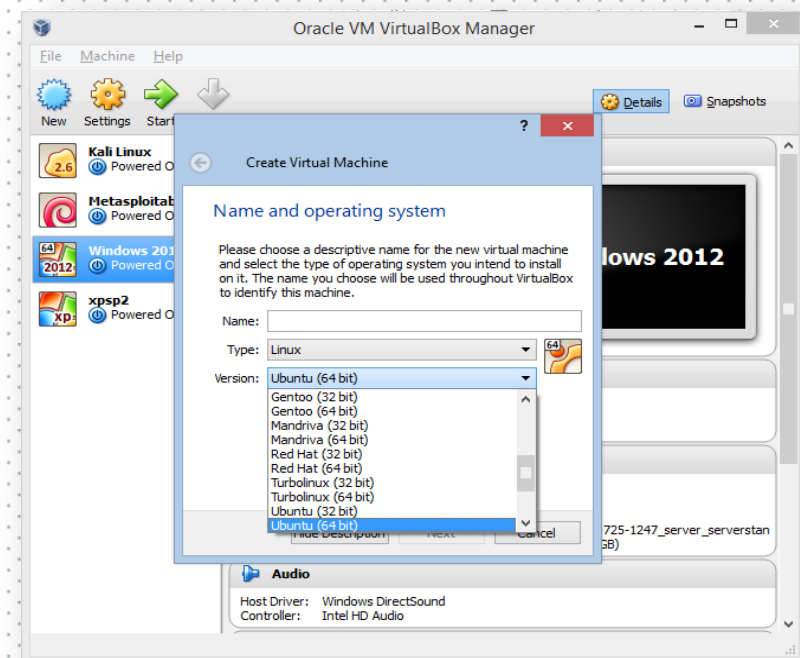 Oracle VM VirtualBox Manager
File Machine Help
New Settings Start
Details Snapshots
2.6
Kali Linux
Powered O
Metasploitab
Powered O
64
2012
Windows 201
Powered O
xp
xpsp2
Powered O
lows 2012
?
Create Virtual Machine
Name and operating system
Please choose a descriptive name for the new virtual machine
and select the type of operating system you intend to install
on it. The name you choose will be used throughout VirtualBox
to identify this machine.
Name:
Type: Linux
64
Version: Ubuntu (64 bit)
Gentoo (32 bit)
Gentoo (64 bit)
Mandriva (32 bit)
Mandriva (64 bit)
Red Hat (32 bit)
Red Hat (64 bit)
Turbolinux (32 bit)
Turbolinux (64 bit)
Ubuntu (32 bit)
Ubuntu (64 bit)
Hide Description Next Cancel
725-1247_server_serverstan
GB)
Audio
Host Driver: Windows DirectSound
Controller: Intel HD Audio